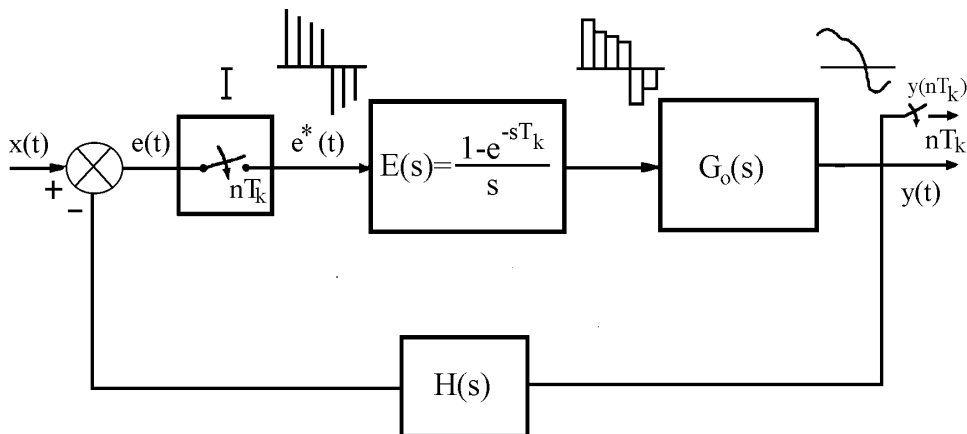 I
y(nTk)
x(t)
e(t)
e*(t)
nTk
+
−
nTk
E(s)=1-e^-sTk/s
Go(s)
y(t)
H(s)